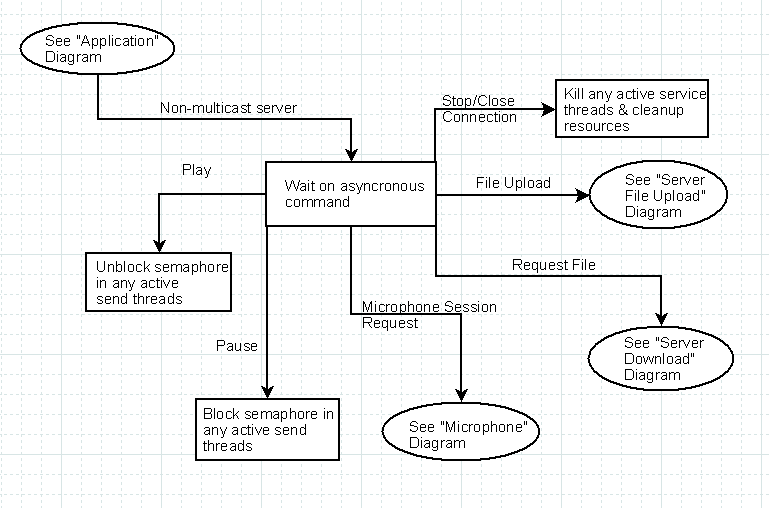 See "Application"
Diagram
Non-multicast server
Stop/Close
Connection
Kill any active service
threads & cleanup
resources
Play
Wait on asyncronous
command
File Upload
See "Server
File Upload"
Diagram
Unblock semaphore
in any active
send threads
Request File
Microphone Session
Request
Pause
See "Server
Download"
Diagram
Block semaphore in
any active send
threads
See "Microphone"
Diagram